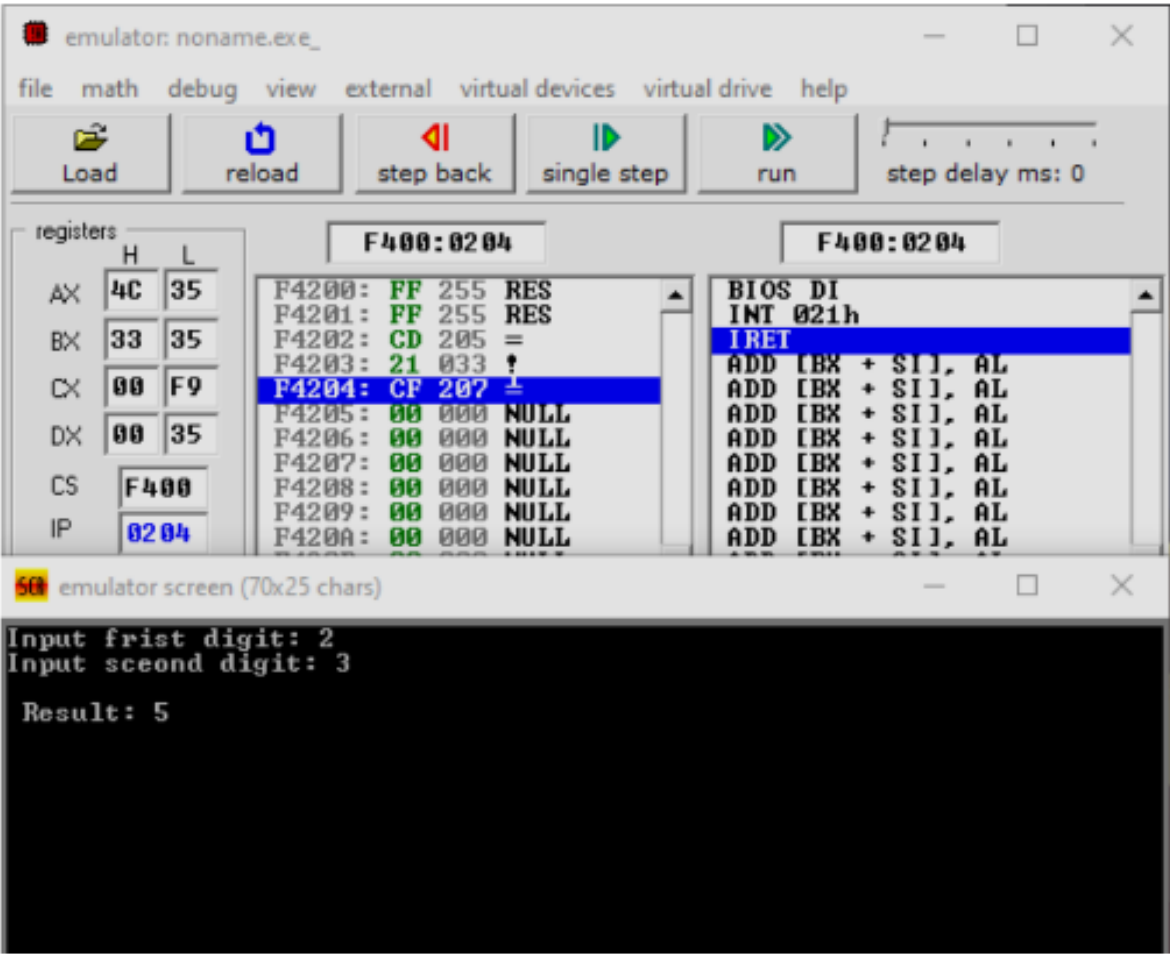 emulator: noname.exe_
file math debug view external virtual devices virtual drive help
Load reload step back single step run step delay ms: 0
registers
H L
AX 4C 35
BX 33 35
CX 00 F9
DX 00 35
CS F400
IP 0204
F400:0204
F4200: FF 255 RES
F4201: FF 255 RES
F4202: CD 205 =
F4203: 21 033 !
F4204: CF 207 ╧
F4205: 00 000 NULL
F4206: 00 000 NULL
F4207: 00 000 NULL
F4208: 00 000 NULL
F4209: 00 000 NULL
F420A: 00 000 NULL
F400:0204
BIOS DI
INT 021h
IRET
ADD [BX + SI], AL
ADD [BX + SI], AL
ADD [BX + SI], AL
ADD [BX + SI], AL
ADD [BX + SI], AL
ADD [BX + SI], AL
ADD [BX + SI], AL
ADD [BX + SI], AL
emulator screen (70x25 chars)
Input frist digit: 2
Input sceond digit: 3
Result: 5